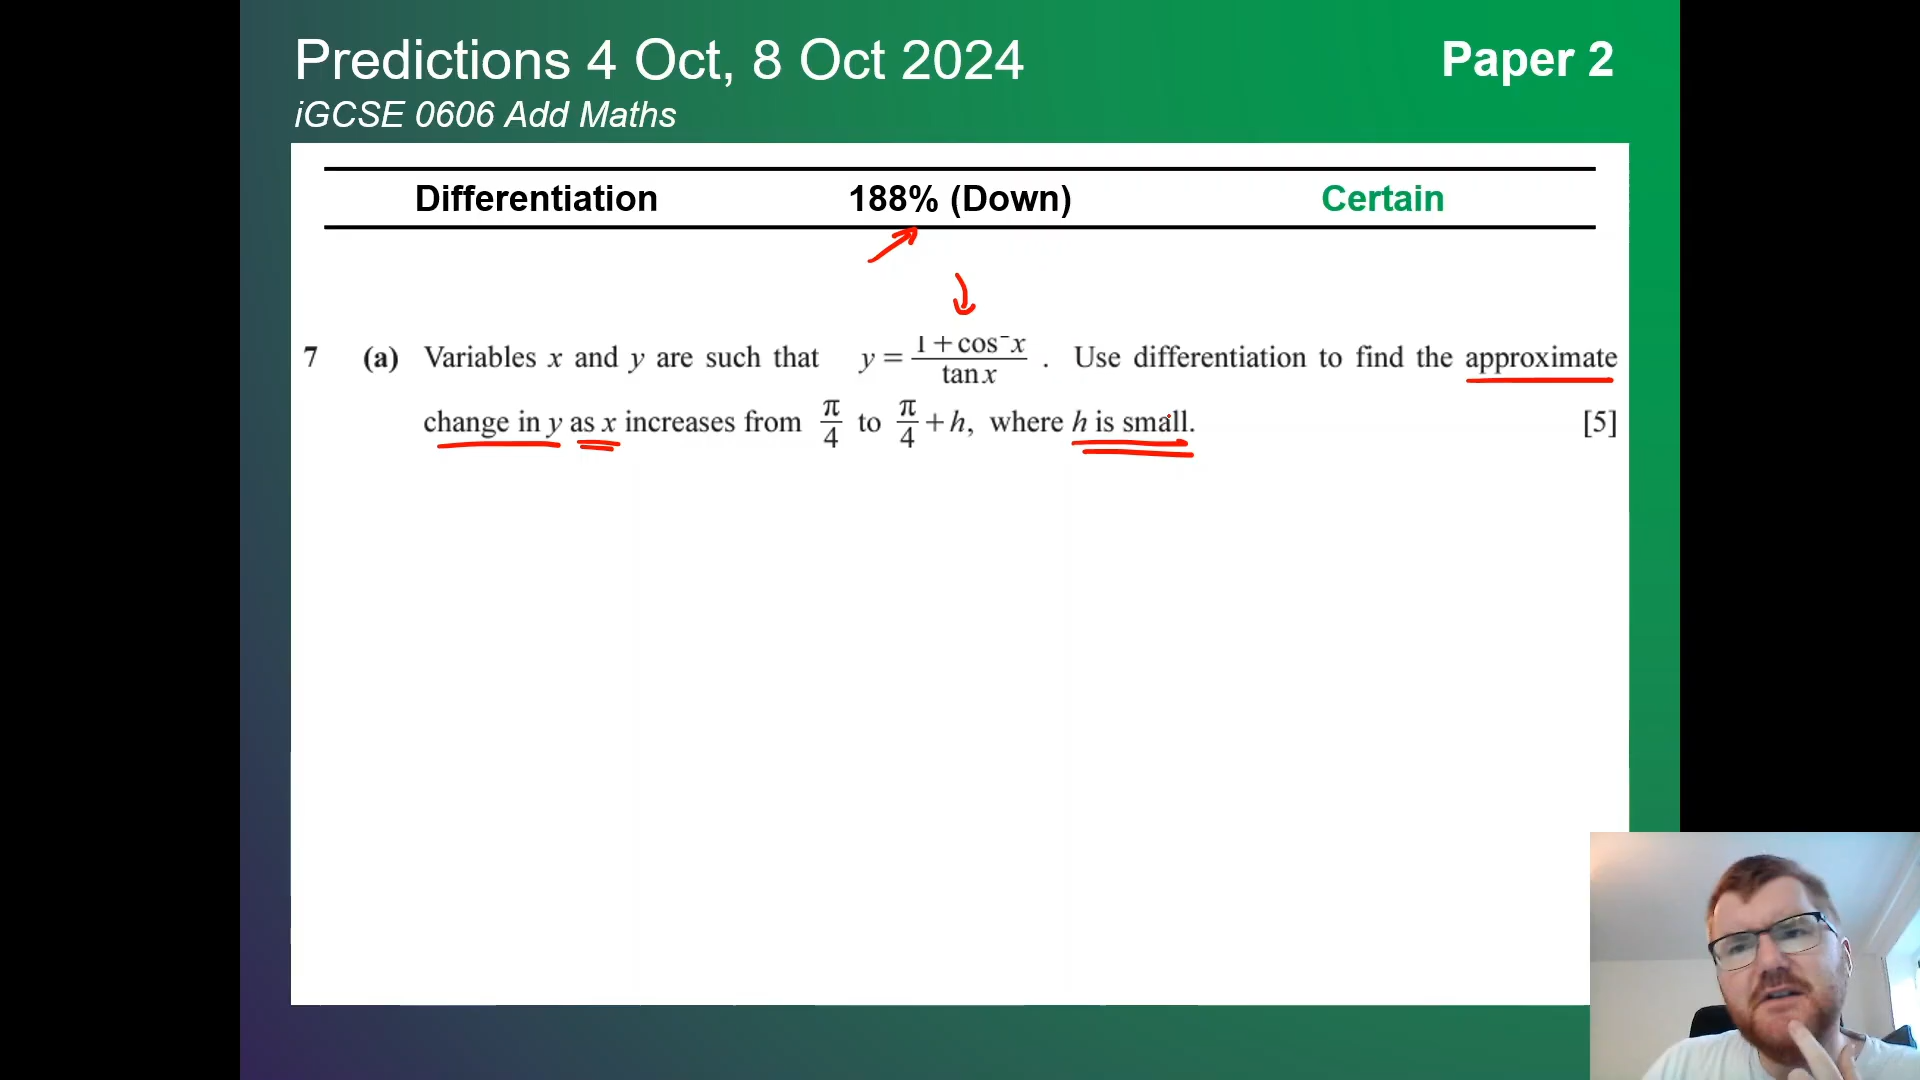 Predictions 4 Oct, 8 Oct 2024
Paper 2
iGCSE 0606 Add Maths
Differentiation 188% (Down) Certain
7 (a) Variables x and y are such that y = (1 + cos x)/(tan x) . Use differentiation to find the approximate
change in y as x increases from π/4 to π/4 + h, where h is small. [5]